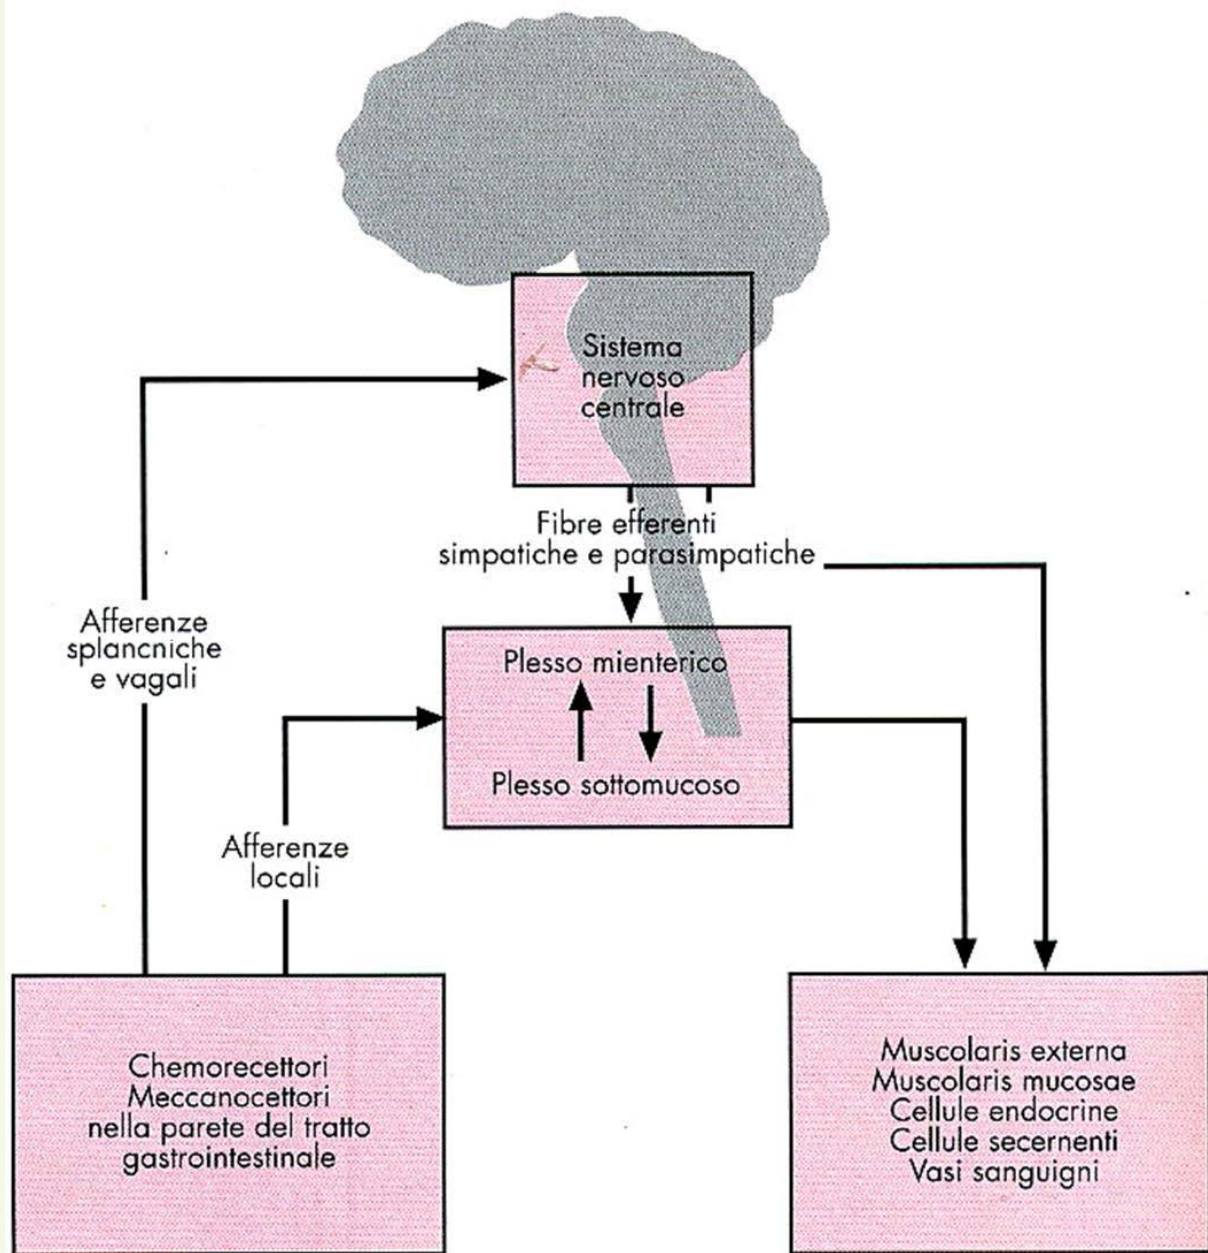 Sistema
nervoso
centrale
Fibre efferenti
simpatiche e parasimpatiche
Afferenze
splancniche
e vagali
Plesso mienterico
Plesso sottomucoso
Afferenze
locali
Chemorecettori
Meccanocettori
nella parete del tratto
gastrointestinale
Muscolaris externa
Muscolaris mucosae
Cellule endocrine
Cellule secernenti
Vasi sanguigni